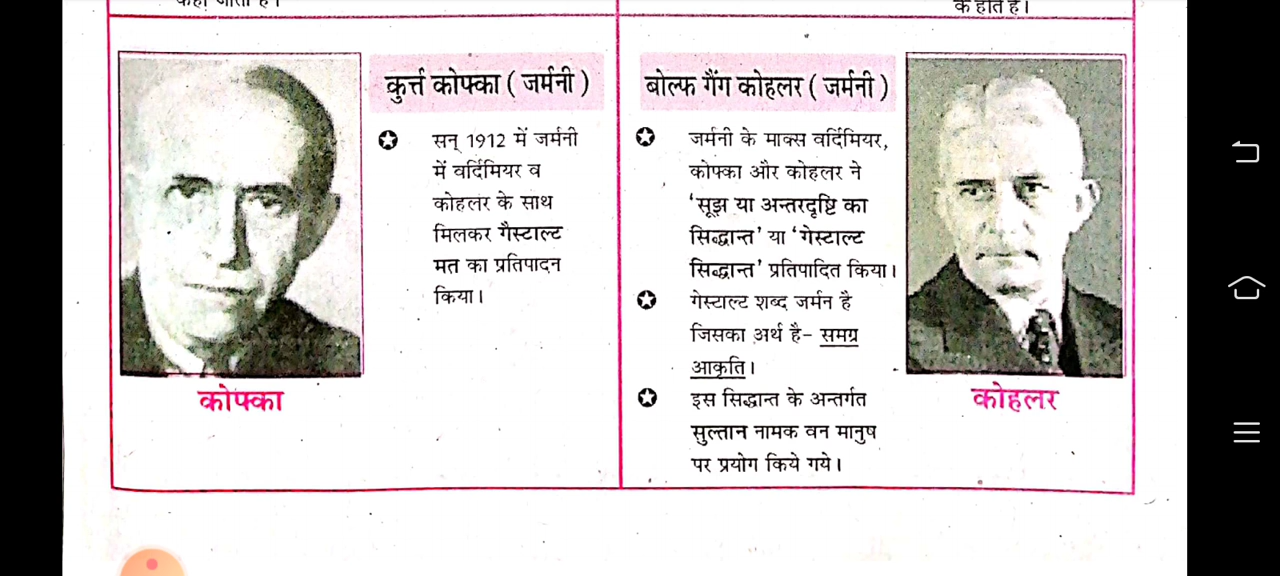 कहा जाता है।
के होते हैं।
कुर्त्त कोफ्का ( जर्मनी )
सन् 1912 में जर्मनी
में वर्दिमियर व
कोहलर के साथ
मिलकर गैस्टाल्ट
मत का प्रतिपादन
किया।
कोफ्का
बोल्फ गैंग कोहलर ( जर्मनी )
जर्मनी के माक्स वर्दिमियर,
कोफ्का और कोहलर ने
‘सूझ या अन्तरदृष्टि का
सिद्धान्त’ या ‘गेस्टाल्ट
सिद्धान्त’ प्रतिपादित किया।
गेस्टाल्ट शब्द जर्मन है
जिसका अर्थ है– समग्र
आकृति।
इस सिद्धान्त के अन्तर्गत
सुल्तान नामक वन मानुष
पर प्रयोग किये गये।
कोहलर